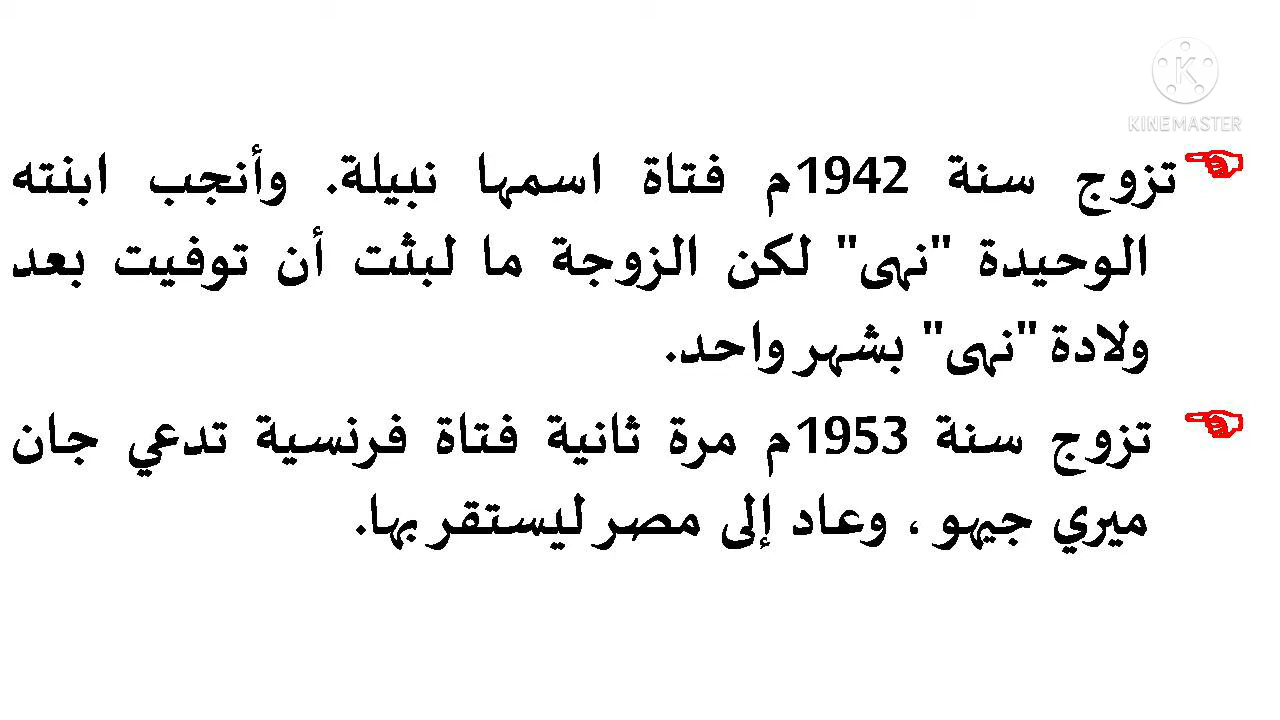 KINEMASTER
تزوج سنة 1942م فتاة اسمها نبيلة. وأنجب ابنته
الوحيدة "نهى" لكن الزوجة ما لبثت أن توفيت بعد
ولادة "نهى" بشهر واحد.
تزوج سنة 1953م مرة ثانية فتاة فرنسية تدعي جان
ميري جيهو ، وعاد إلى مصر ليستقر بها.